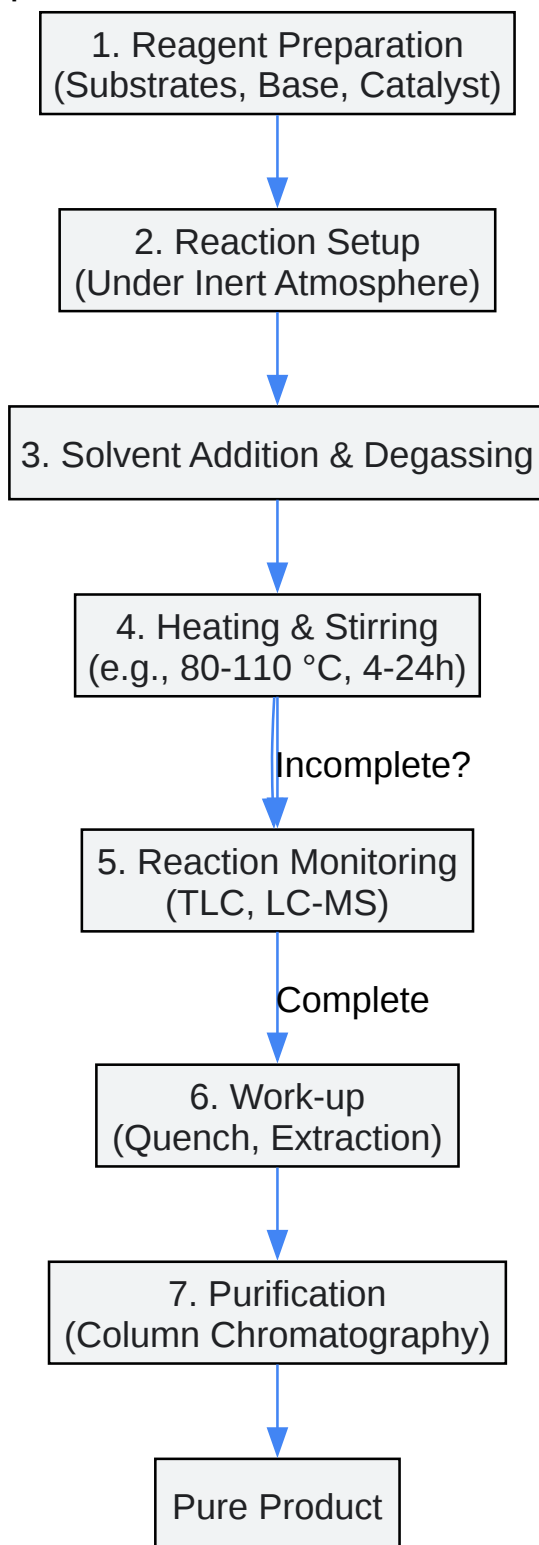 1. Reagent Preparation
(Substrates, Base, Catalyst)
2. Reaction Setup
(Under Inert Atmosphere)
3. Solvent Addition & Degassing
4. Heating & Stirring
(e.g., 80-110 °C, 4-24h)
Incomplete?
5. Reaction Monitoring
(TLC, LC-MS)
Complete
6. Work-up
(Quench, Extraction)
7. Purification
(Column Chromatography)
Pure Product